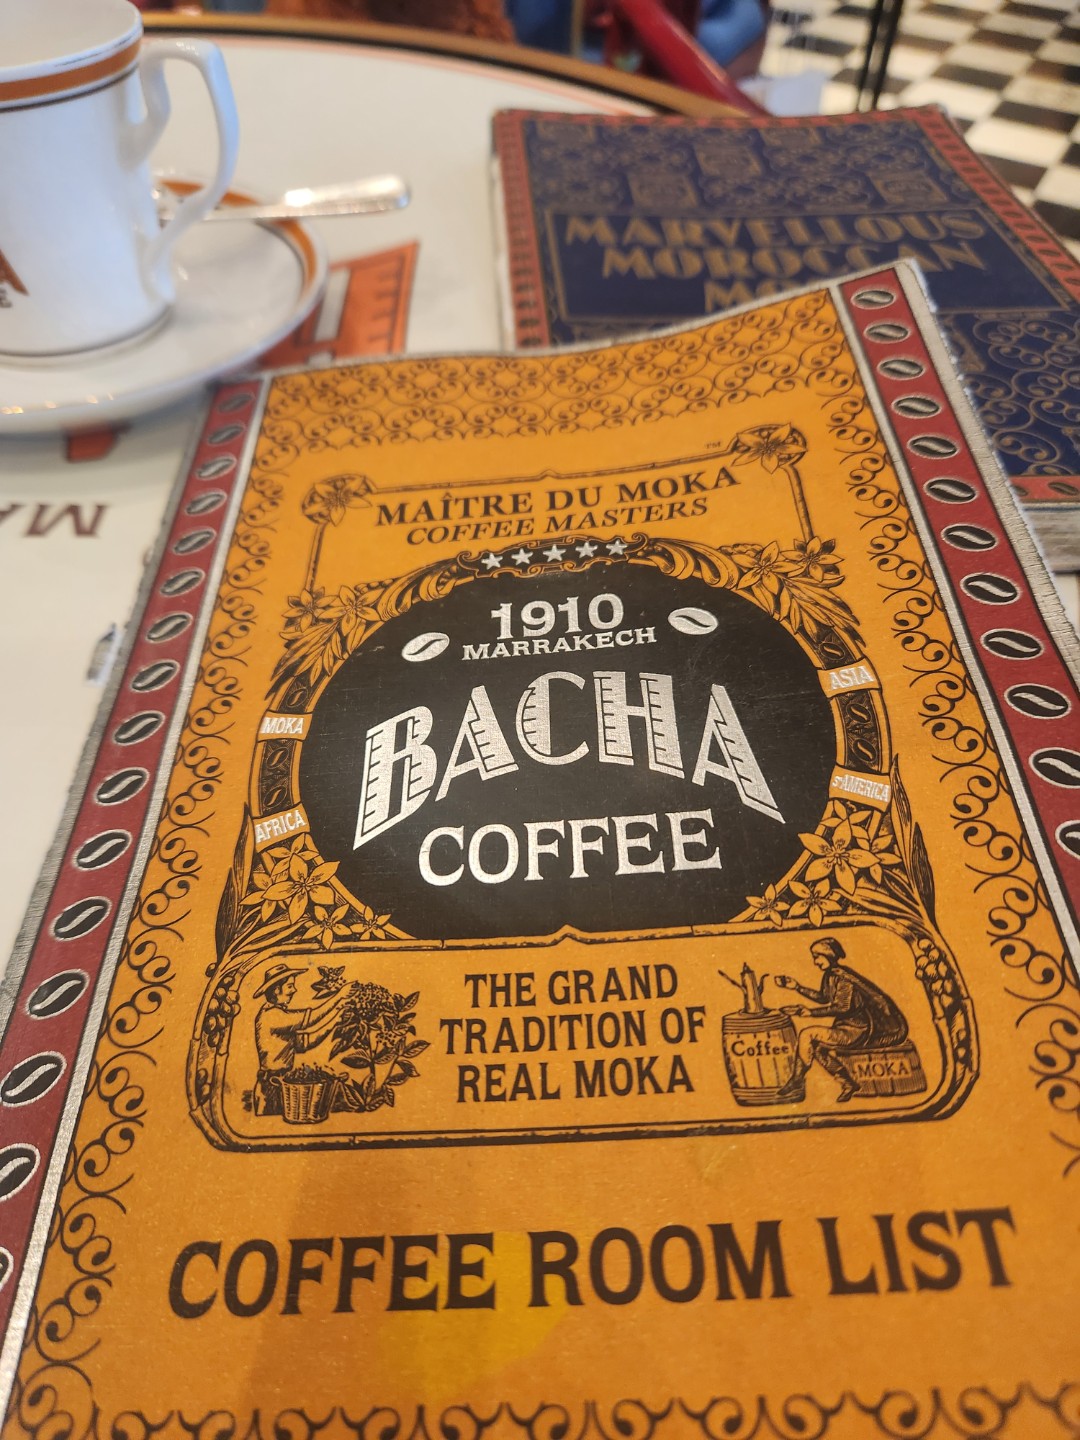 MARVELLOUS
MOROCCAN
MAÎTRE DU MOKA
COFFEE MASTERS
1910
MARRAKECH
BACHA
COFFEE
MOKA
AFRICA
ASIA
Sᵗ AMERICA
THE GRAND
TRADITION OF
REAL MOKA
Coffee
MOKA
COFFEE ROOM LIST